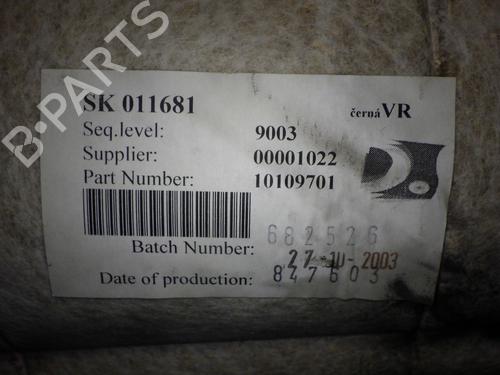 B-PARTS
SK 011681 černá VR
Seq.level: 9003
Supplier: 00001022
Part Number: 10109701
682526
Batch Number:
27-10-2003
Date of production: 847603